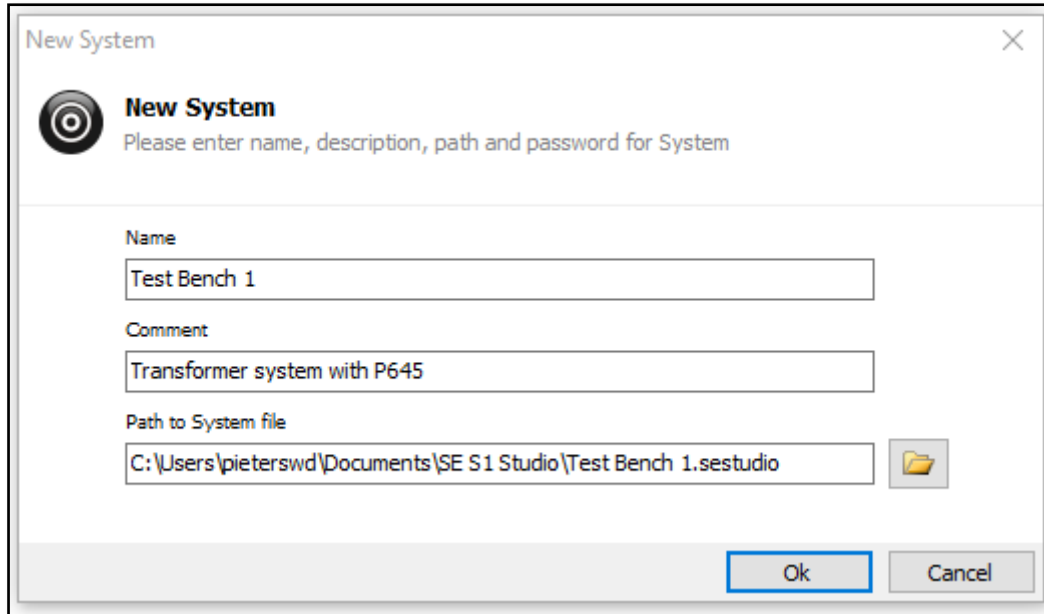 New System
New System
Please enter name, description, path and password for System
Name
Test Bench 1
Comment
Transformer system with P645
Path to System file
C:\Users\pieterswd\Documents\SE S1 Studio\Test Bench 1.sestudio
Ok Cancel